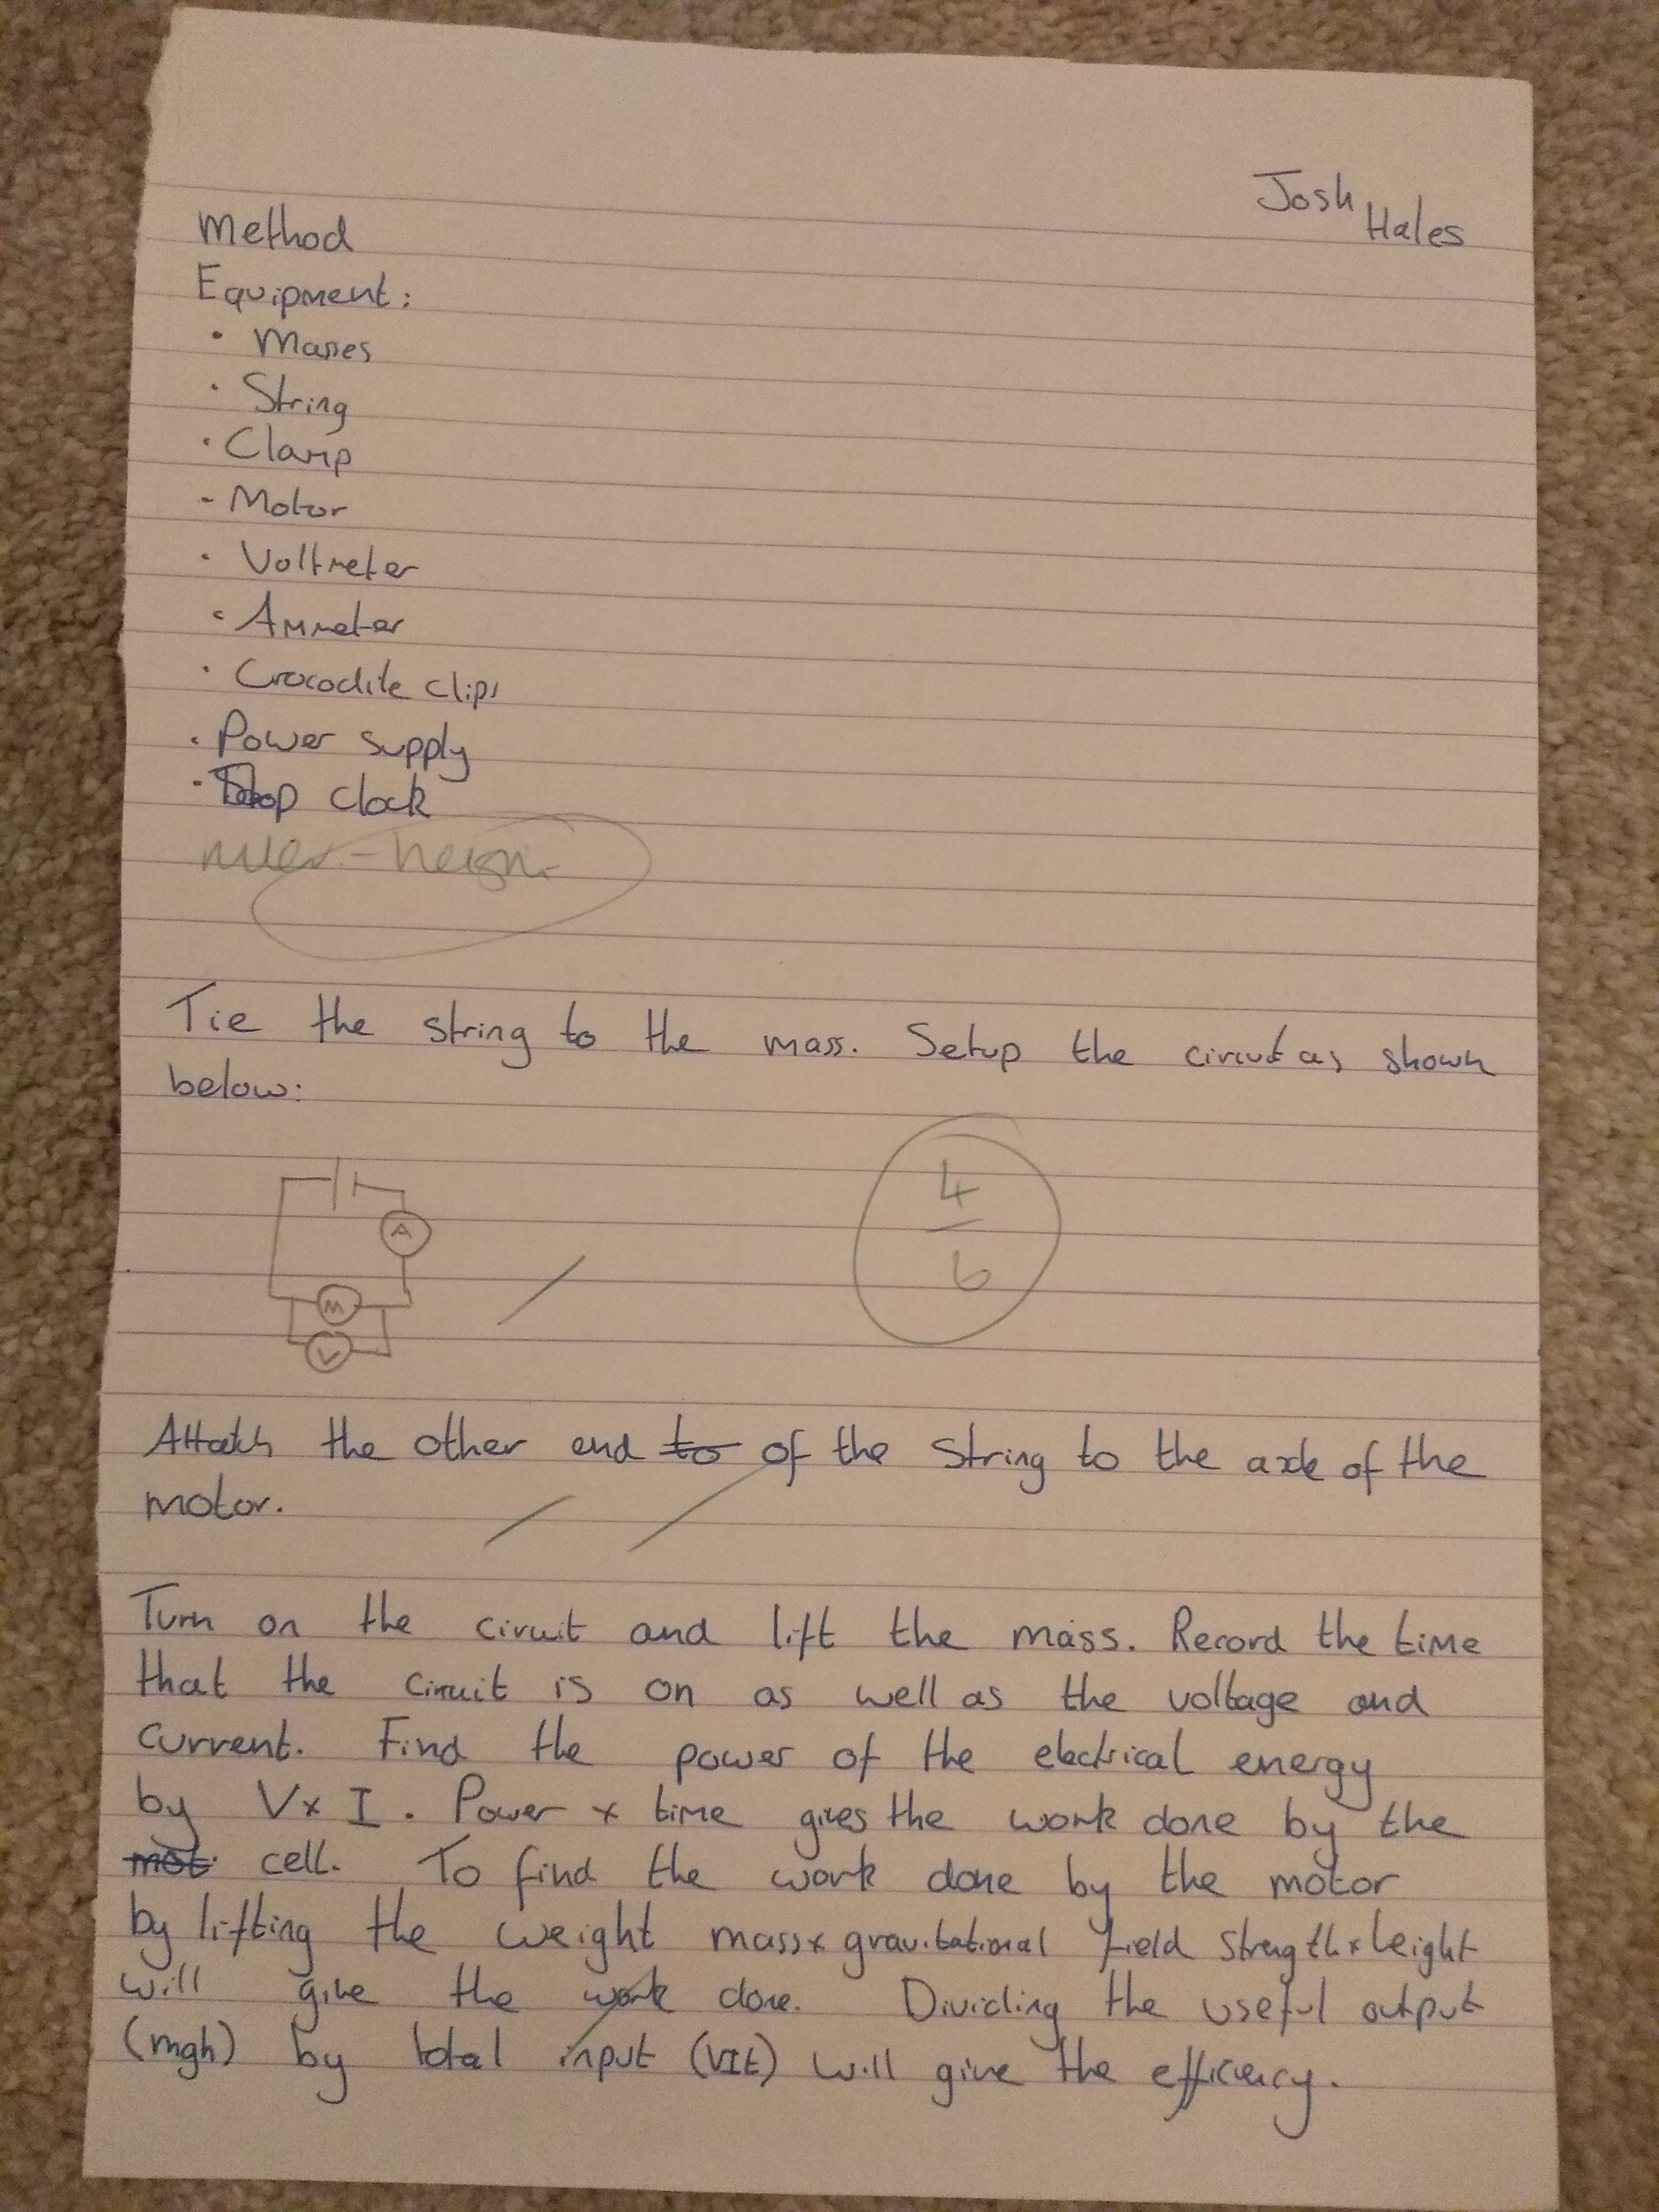 Josh
Hales
Method
Equipment:
• Masses
• String
• Clamp
- Motor
• Voltmeter
• Ammeter
• Crocodile clips
• Power supply
• Stop clock
ruler - height
Tie the string to the mass. Setup the circuit as shown
below:
A
M
V
4
6
Attach the other end to of the string to the axle of the
motor.
Turn on the circuit and lift the mass. Record the time
that the circuit is on as well as the voltage and
current. Find the power of the electrical energy
by V x I. Power x time gives the work done by the
mot cell. To find the work done by the motor
by lifting the weight mass x gravitational field strength x height
will give the work done. Dividing the useful output
(mgh) by total input (VIt) will give the efficiency.